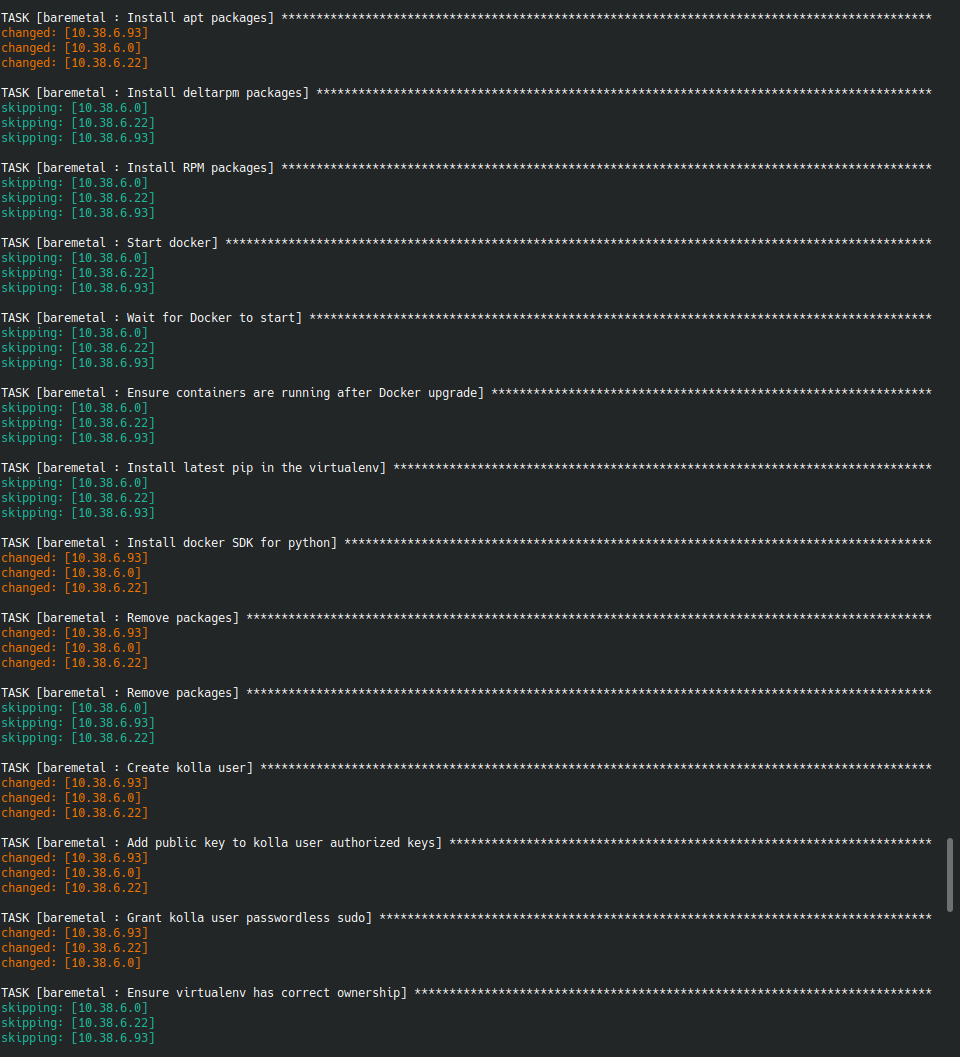 TASK [baremetal : Install apt packages] *********************************************************************************************
changed: [10.38.6.93]
changed: [10.38.6.0]
changed: [10.38.6.22]
TASK [baremetal : Install deltarpm packages] ****************************************************************************************
skipping: [10.38.6.0]
skipping: [10.38.6.22]
skipping: [10.38.6.93]
TASK [baremetal : Install RPM packages] *********************************************************************************************
skipping: [10.38.6.0]
skipping: [10.38.6.22]
skipping: [10.38.6.93]
TASK [baremetal : Start docker] *****************************************************************************************************
skipping: [10.38.6.0]
skipping: [10.38.6.22]
skipping: [10.38.6.93]
TASK [baremetal : Wait for Docker to start] *****************************************************************************************
skipping: [10.38.6.0]
skipping: [10.38.6.22]
skipping: [10.38.6.93]
TASK [baremetal : Ensure containers are running after Docker upgrade] ***************************************************************
skipping: [10.38.6.0]
skipping: [10.38.6.22]
skipping: [10.38.6.93]
TASK [baremetal : Install latest pip in the virtualenv] *****************************************************************************
skipping: [10.38.6.0]
skipping: [10.38.6.22]
skipping: [10.38.6.93]
TASK [baremetal : Install docker SDK for python] ************************************************************************************
changed: [10.38.6.93]
changed: [10.38.6.0]
changed: [10.38.6.22]
TASK [baremetal : Remove packages] **************************************************************************************************
changed: [10.38.6.93]
changed: [10.38.6.0]
changed: [10.38.6.22]
TASK [baremetal : Remove packages] **************************************************************************************************
skipping: [10.38.6.0]
skipping: [10.38.6.93]
skipping: [10.38.6.22]
TASK [baremetal : Create kolla user] ************************************************************************************************
changed: [10.38.6.93]
changed: [10.38.6.0]
changed: [10.38.6.22]
TASK [baremetal : Add public key to kolla user authorized keys] *********************************************************************
changed: [10.38.6.93]
changed: [10.38.6.0]
changed: [10.38.6.22]
TASK [baremetal : Grant kolla user passwordless sudo] *******************************************************************************
changed: [10.38.6.93]
changed: [10.38.6.22]
changed: [10.38.6.0]
TASK [baremetal : Ensure virtualenv has correct ownership] **************************************************************************
skipping: [10.38.6.0]
skipping: [10.38.6.22]
skipping: [10.38.6.93]